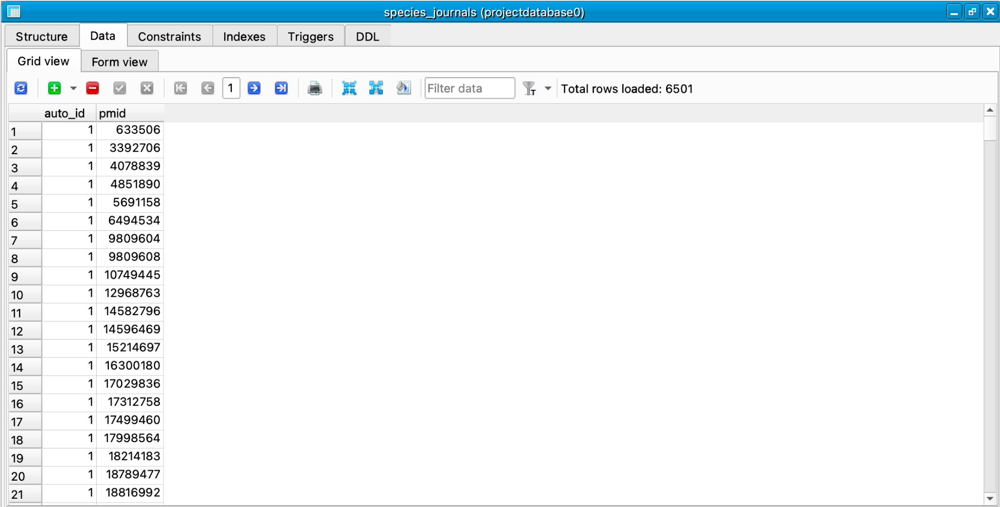 species_journals (projectdatabase0)
Structure Data Constraints Indexes Triggers DDL
Grid view Form view
1 Filter data T Total rows loaded: 6501
auto_id pmid
1 1 633506
2 1 3392706
3 1 4078839
4 1 4851890
5 1 5691158
6 1 6494534
7 1 9809604
8 1 9809608
9 1 10749445
10 1 12968763
11 1 14582796
12 1 14596469
13 1 15214697
14 1 16300180
15 1 17029836
16 1 17312758
17 1 17499460
18 1 17998564
19 1 18214183
20 1 18789477
21 1 18816992